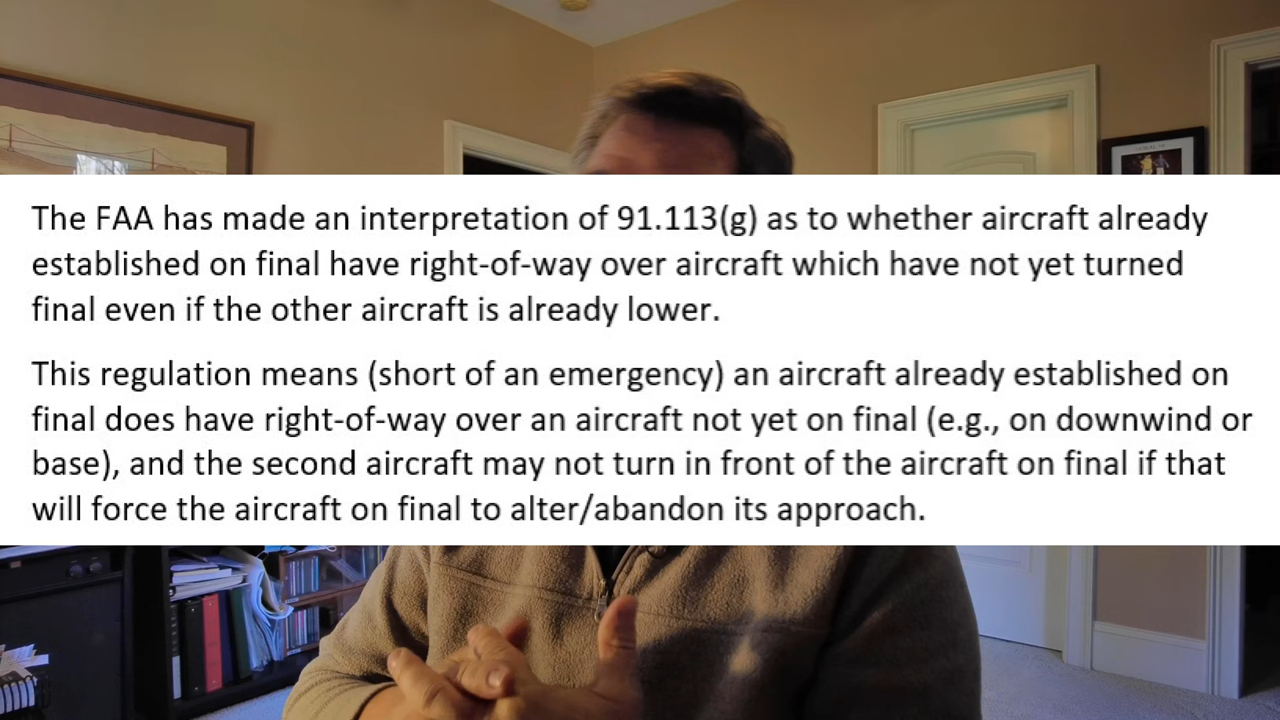 The FAA has made an interpretation of 91.113(g) as to whether aircraft already
established on final have right-of-way over aircraft which have not yet turned
final even if the other aircraft is already lower.
This regulation means (short of an emergency) an aircraft already established on
final does have right-of-way over an aircraft not yet on final (e.g., on downwind or
base), and the second aircraft may not turn in front of the aircraft on final if that
will force the aircraft on final to alter/abandon its approach.